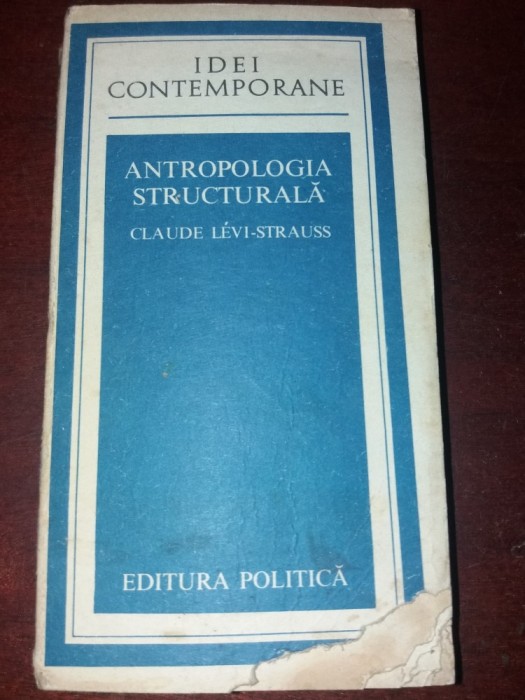 IDEI
CONTEMPORANE
ANTROPOLOGIA
STRUCTURALĂ
CLAUDE LÉVI-STRAUSS
EDITURA POLITICĂ